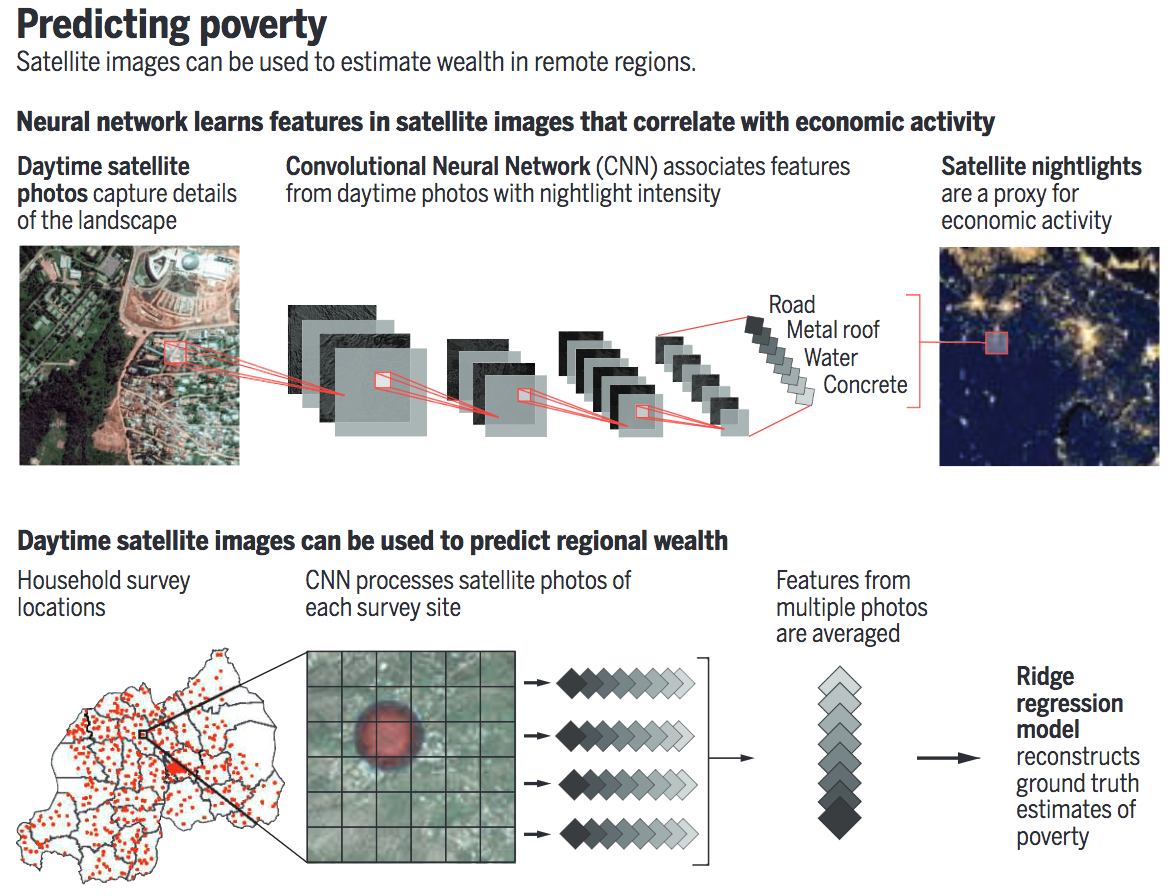 Predicting poverty
Satellite images can be used to estimate wealth in remote regions.
Neural network learns features in satellite images that correlate with economic activity
Daytime satellite
photos capture details
of the landscape
Convolutional Neural Network (CNN) associates features
from daytime photos with nightlight intensity
Satellite nightlights
are a proxy for
economic activity
Road
Metal roof
Water
Concrete
Daytime satellite images can be used to predict regional wealth
Household survey
locations
CNN processes satellite photos of
each survey site
Features from
multiple photos
are averaged
Ridge
regression
model
reconstructs
ground truth
estimates of
poverty